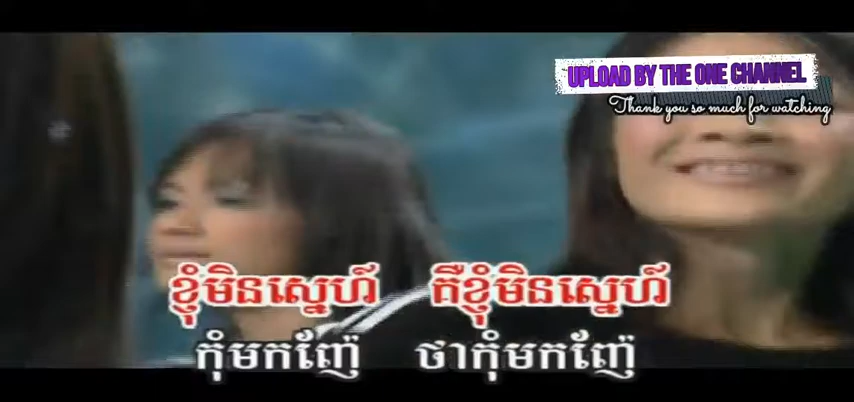 UPLOAD BY THE ONE CHANNEL
Thank you so much for watching
ខ្ញុំមិនស្នេហ៍ គឺខ្ញុំមិនស្នេហ៍
កុំមកញ៉ែ ថាកុំមកញ៉ែ